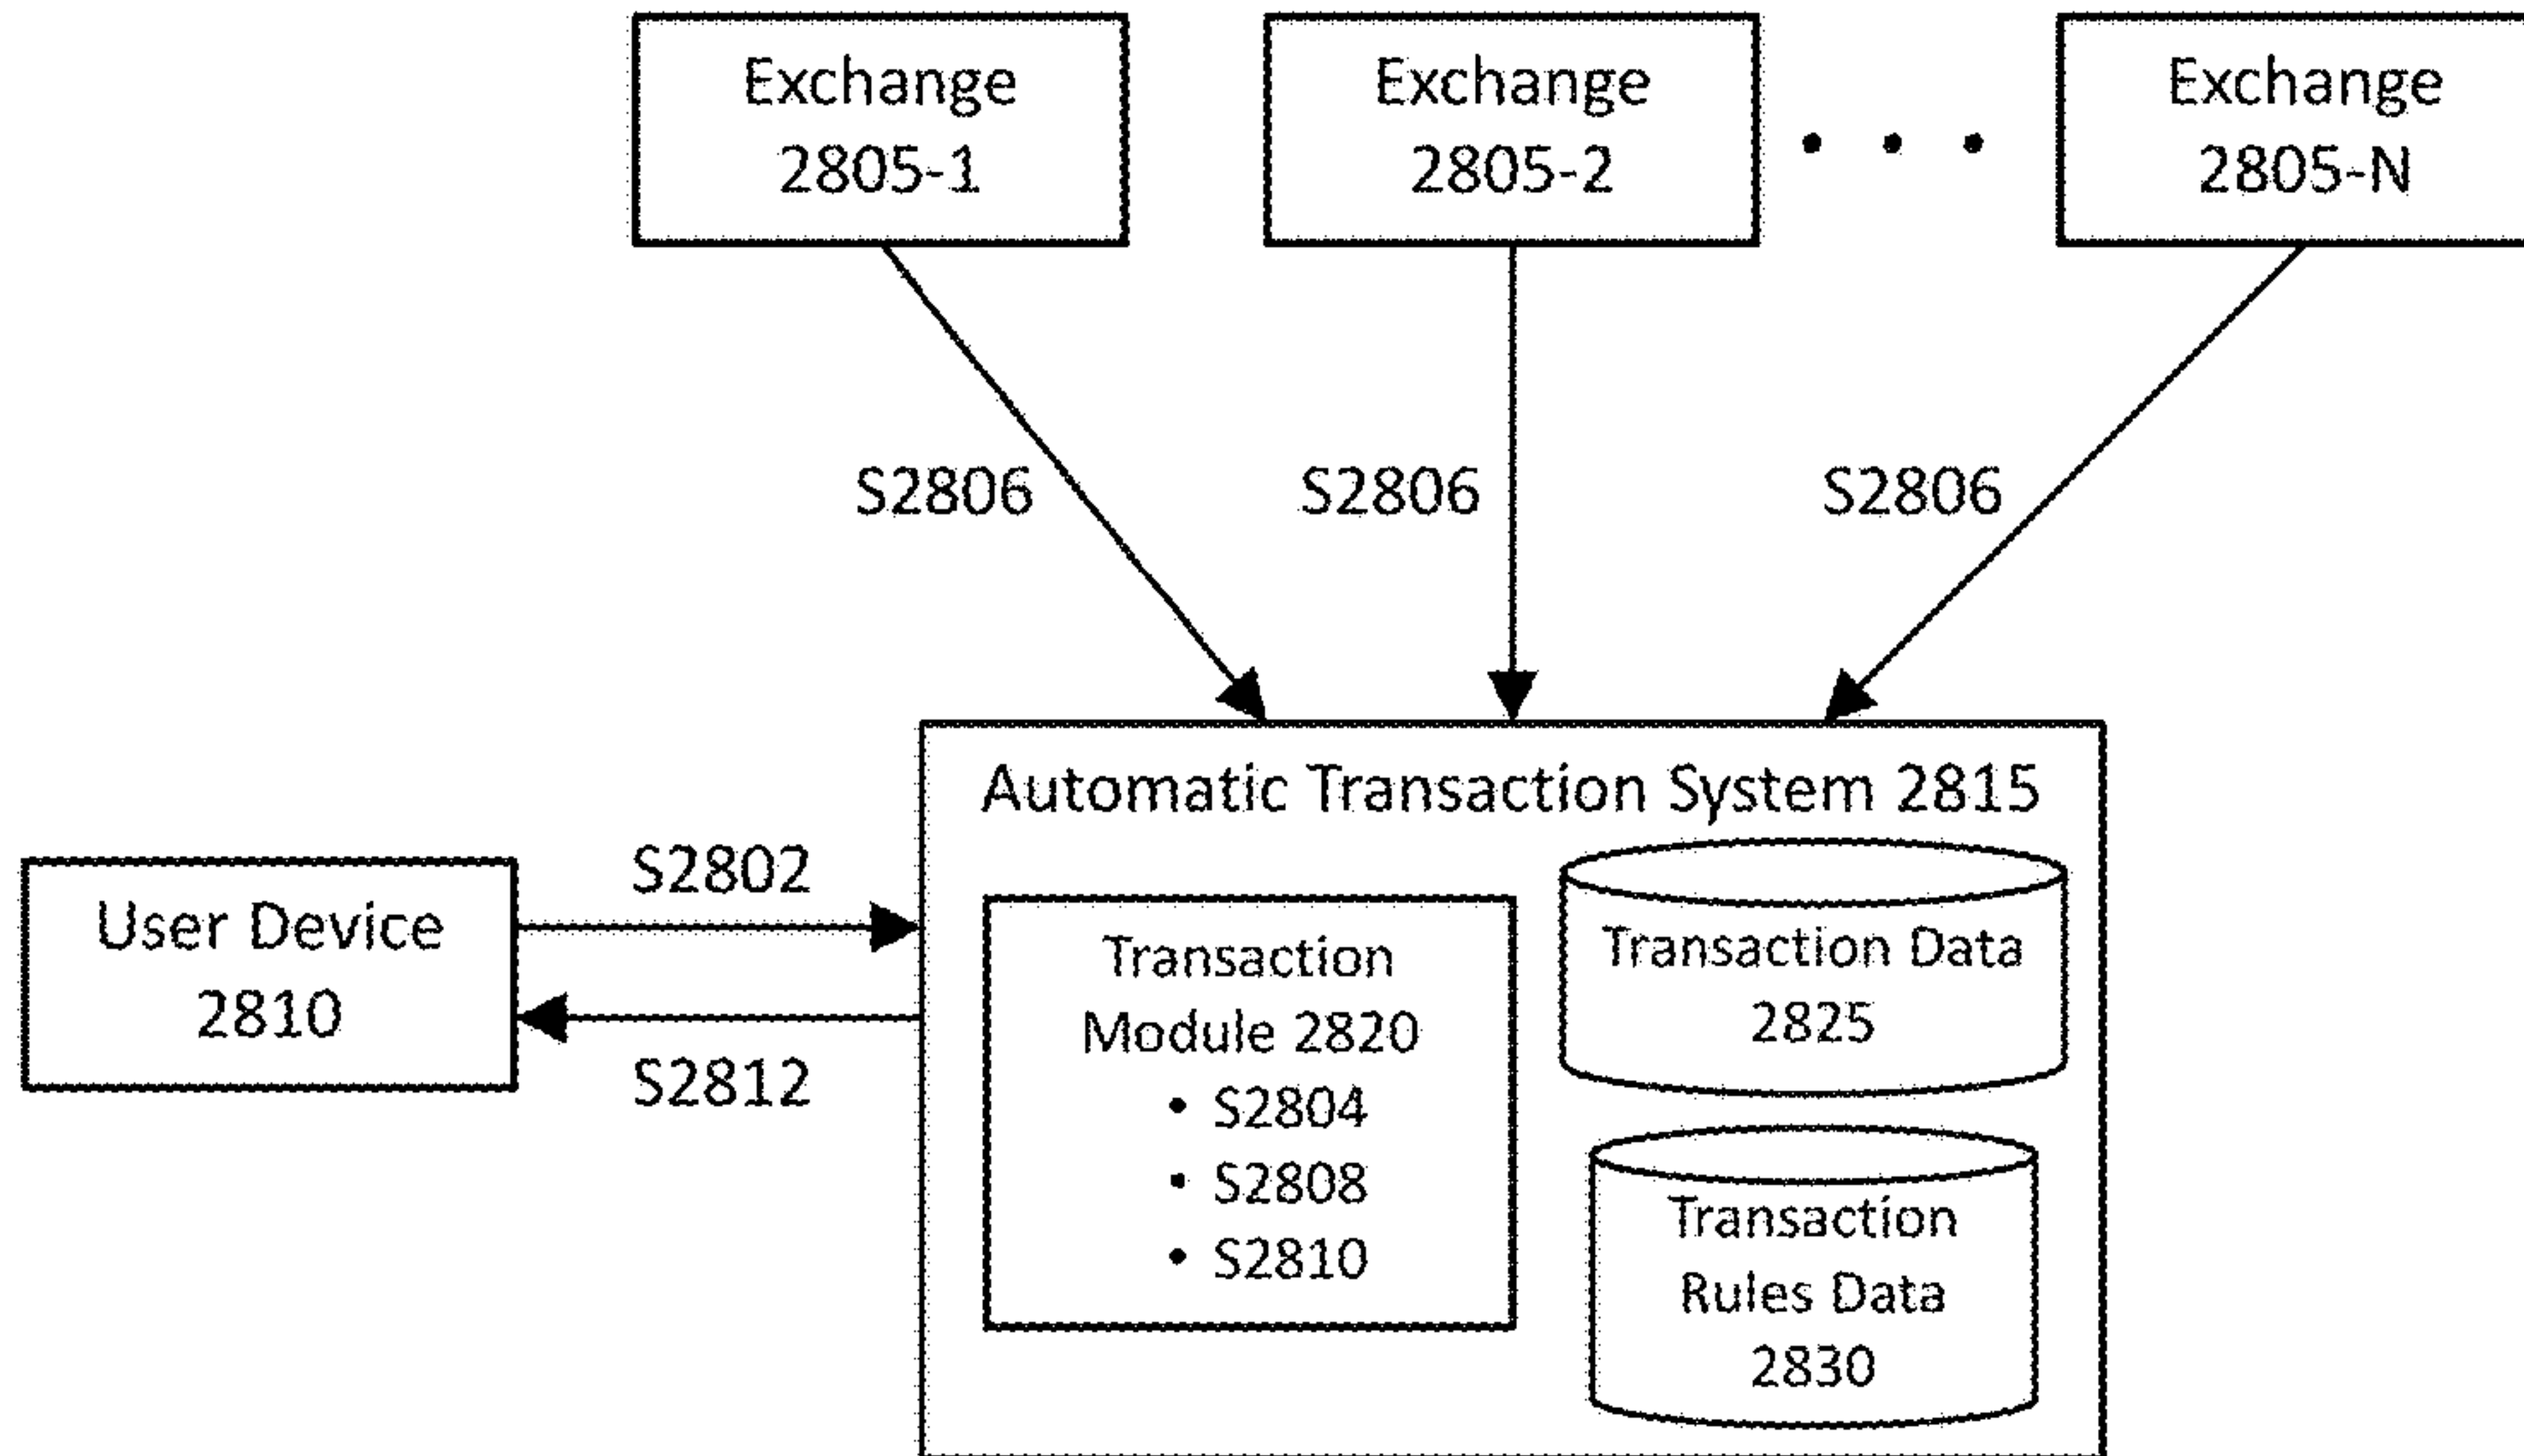 Exchange
2805-1
Exchange
2805-2
• • •
Exchange
2805-N
S2806
S2806
S2806
Automatic Transaction System 2815
User Device
2810
S2802
S2812
Transaction
Module 2820
• S2804
• S2808
• S2810
Transaction Data
2825
Transaction
Rules Data
2830